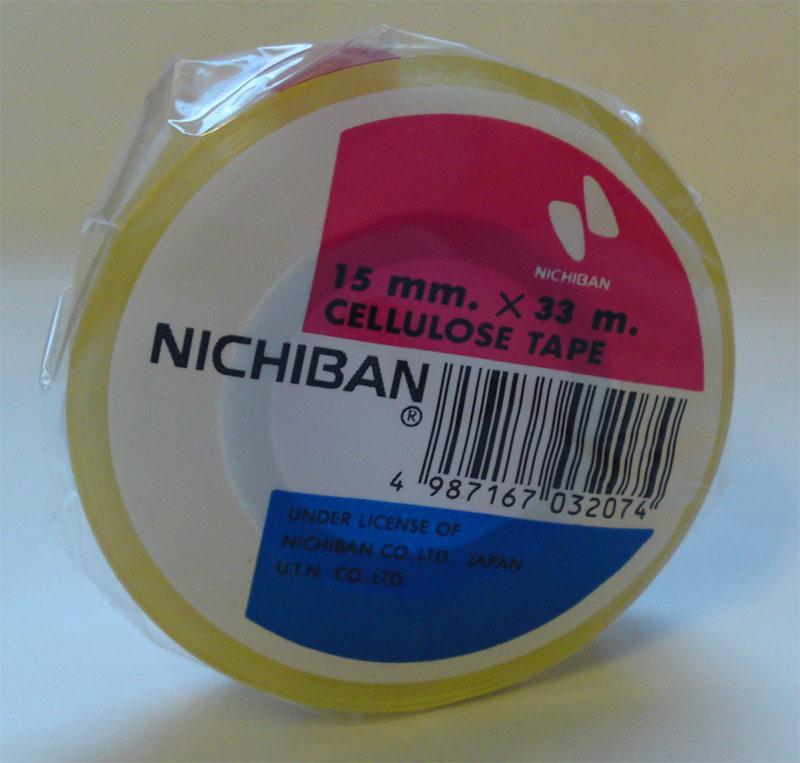 NICHIBAN
15 mm. × 33 m.
CELLULOSE TAPE
NICHIBAN
®
4 987167 032074
UNDER LICENSE OF
NICHIBAN CO.,LTD. JAPAN
U.T.N. CO.,LTD.